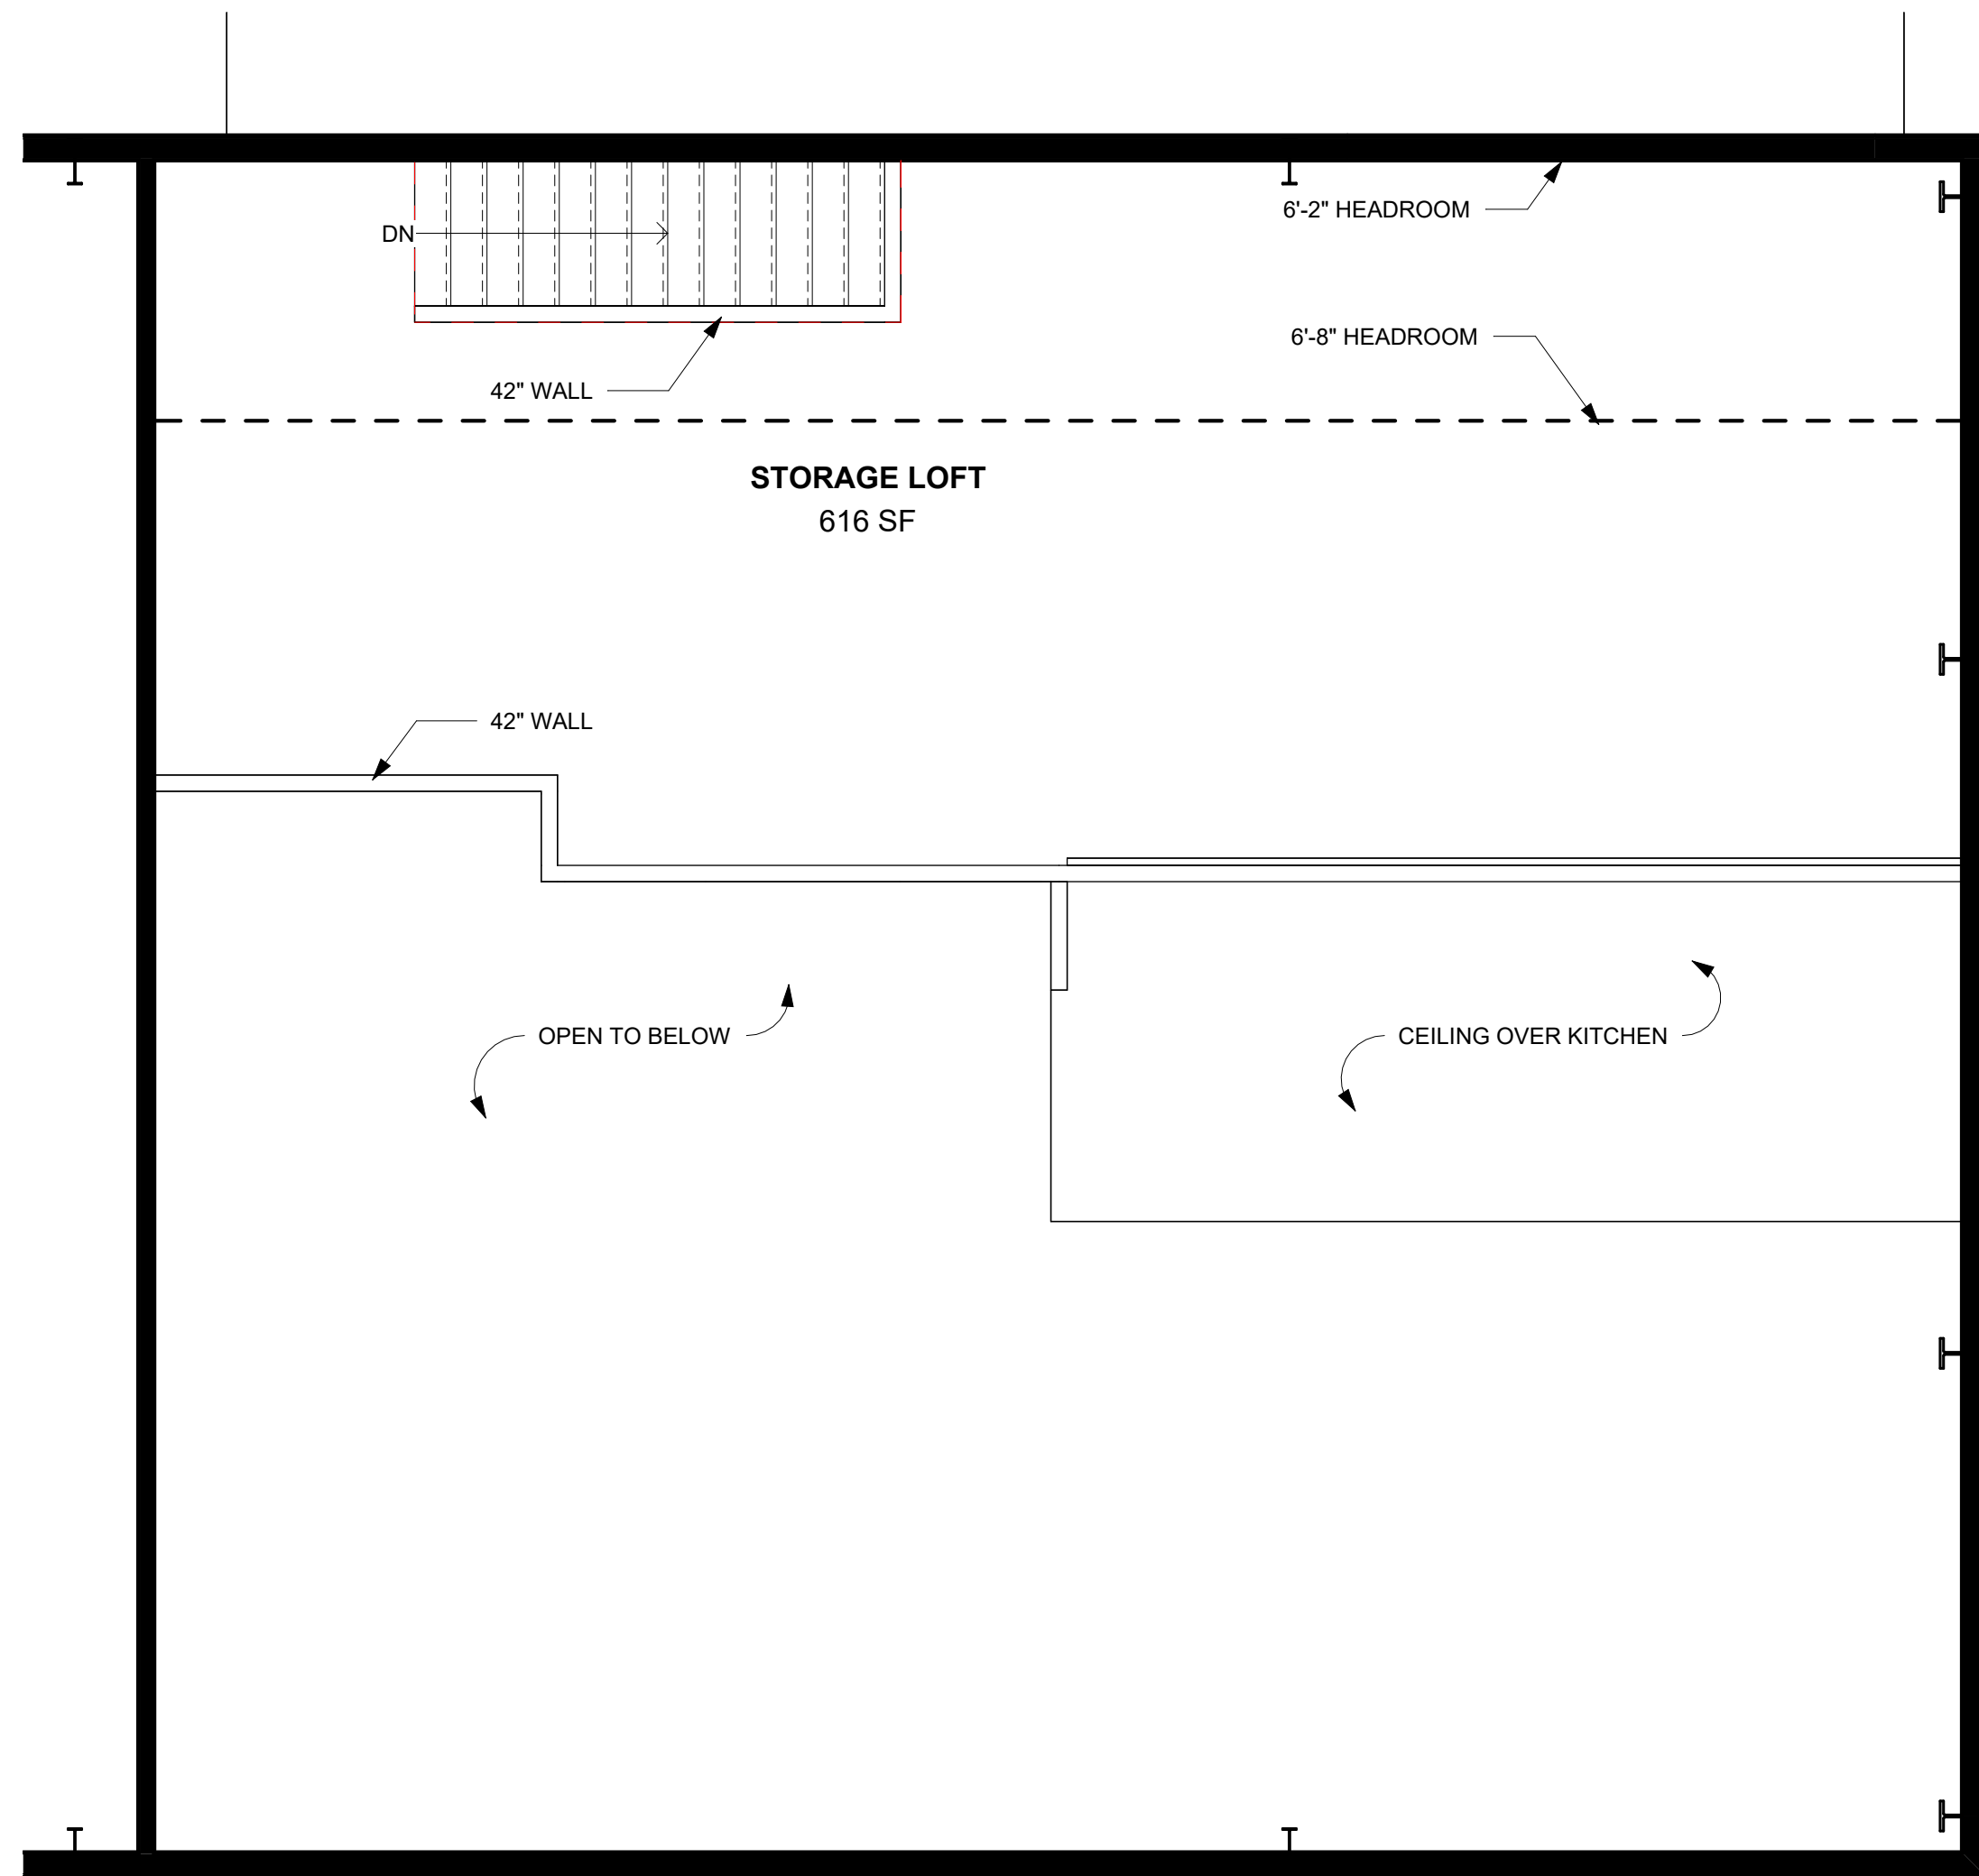 6'-2" HEADROOM
DN
6'-8" HEADROOM
42" WALL
STORAGE LOFT
616 SF
42" WALL
OPEN TO BELOW
CEILING OVER KITCHEN